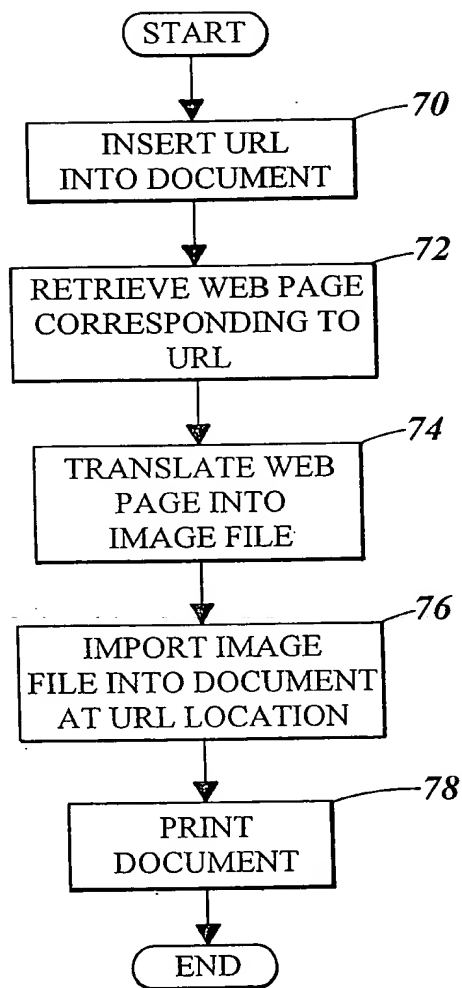 START
70
INSERT URL
INTO DOCUMENT
72
RETRIEVE WEB PAGE
CORRESPONDING TO
URL
74
TRANSLATE WEB
PAGE INTO
IMAGE FILE
76
IMPORT IMAGE
FILE INTO DOCUMENT
AT URL LOCATION
78
PRINT
DOCUMENT
END